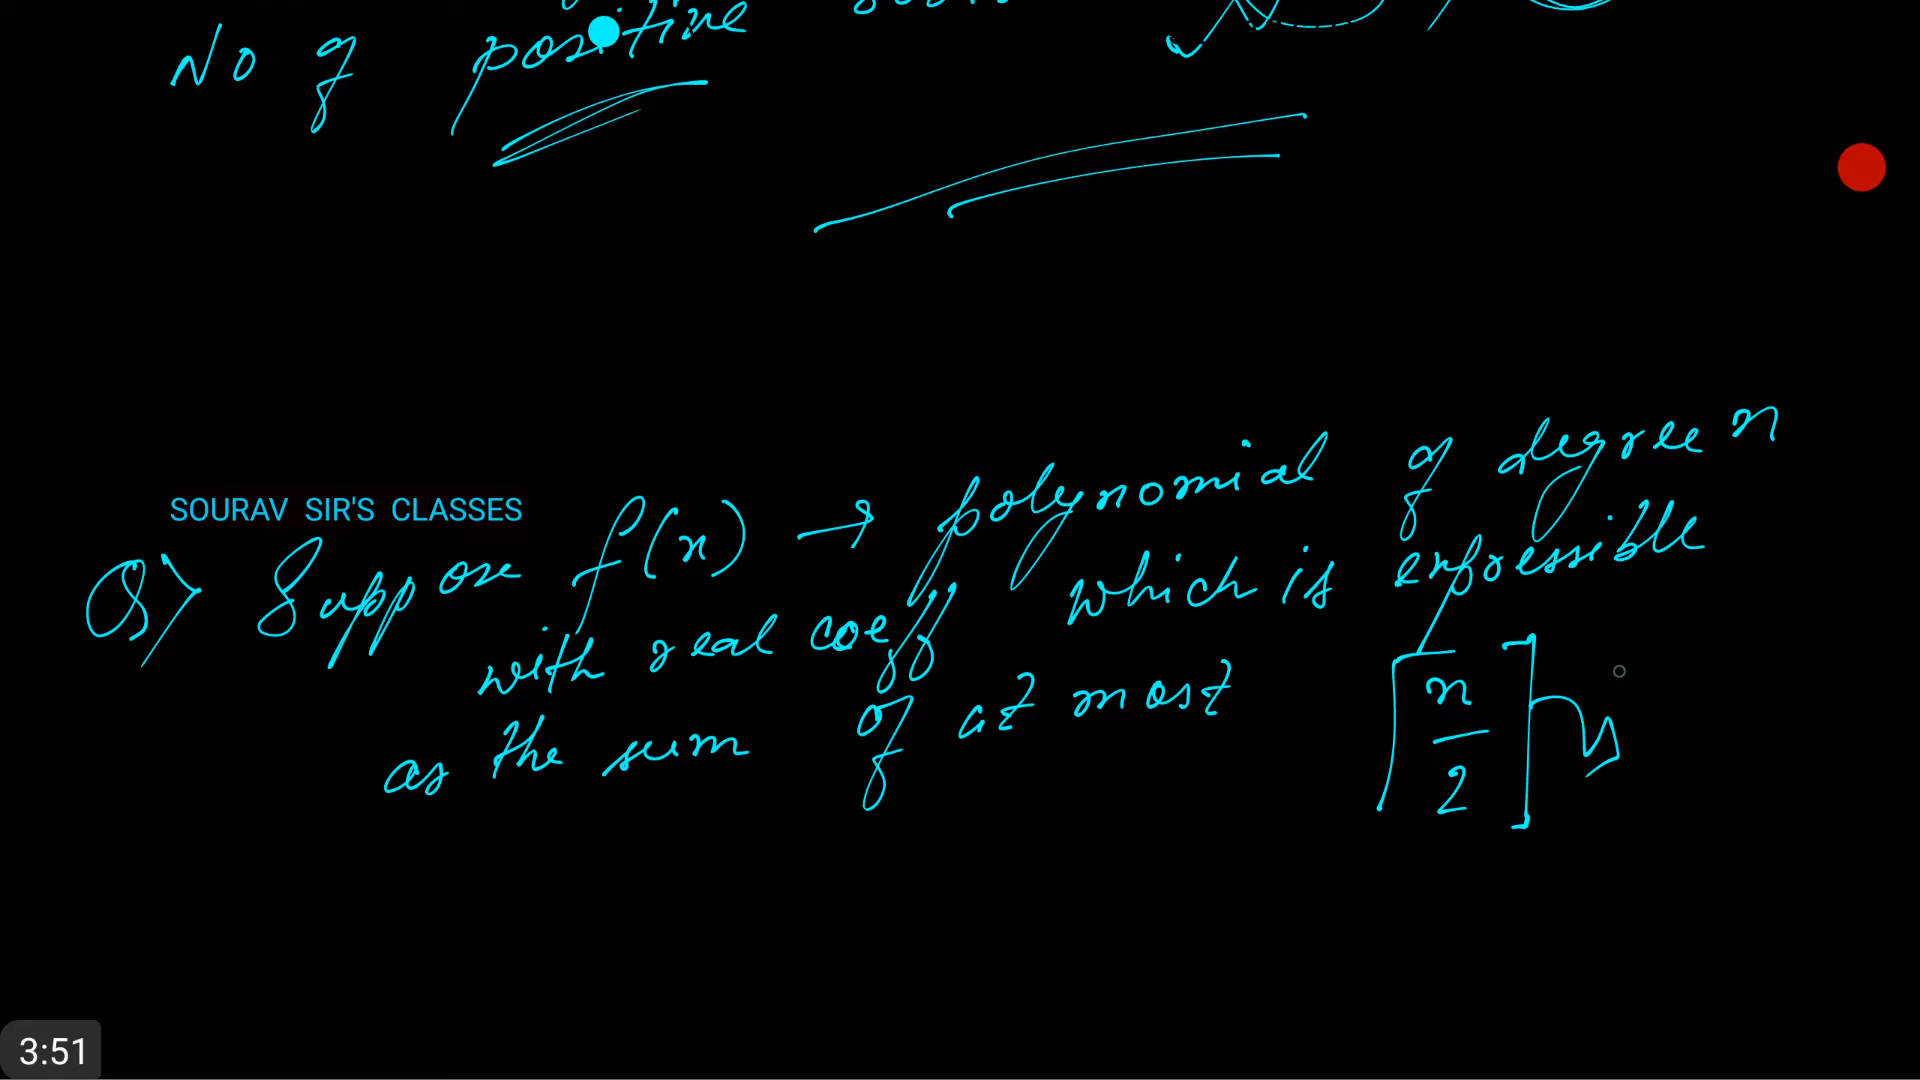 No of positive
SOURAV SIR'S CLASSES
Q) Suppose f(x) → polynomial of degree n
with real coeff which is expressible
as the sum of at most [n/2]
3:51